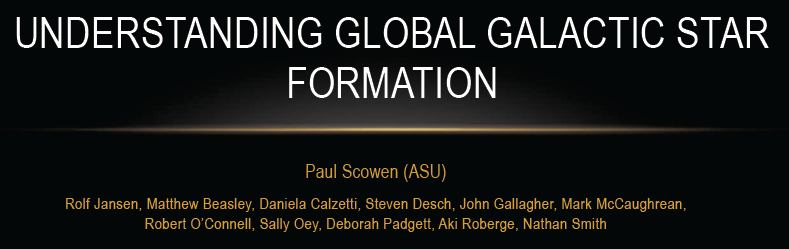 UNDERSTANDING GLOBAL GALACTIC STAR
FORMATION
Paul Scowen (ASU)
Rolf Jansen, Matthew Beasley, Daniela Calzetti, Steven Desch, John Gallagher, Mark McCaughrean,
Robert O’Connell, Sally Oey, Deborah Padgett, Aki Roberge, Nathan Smith